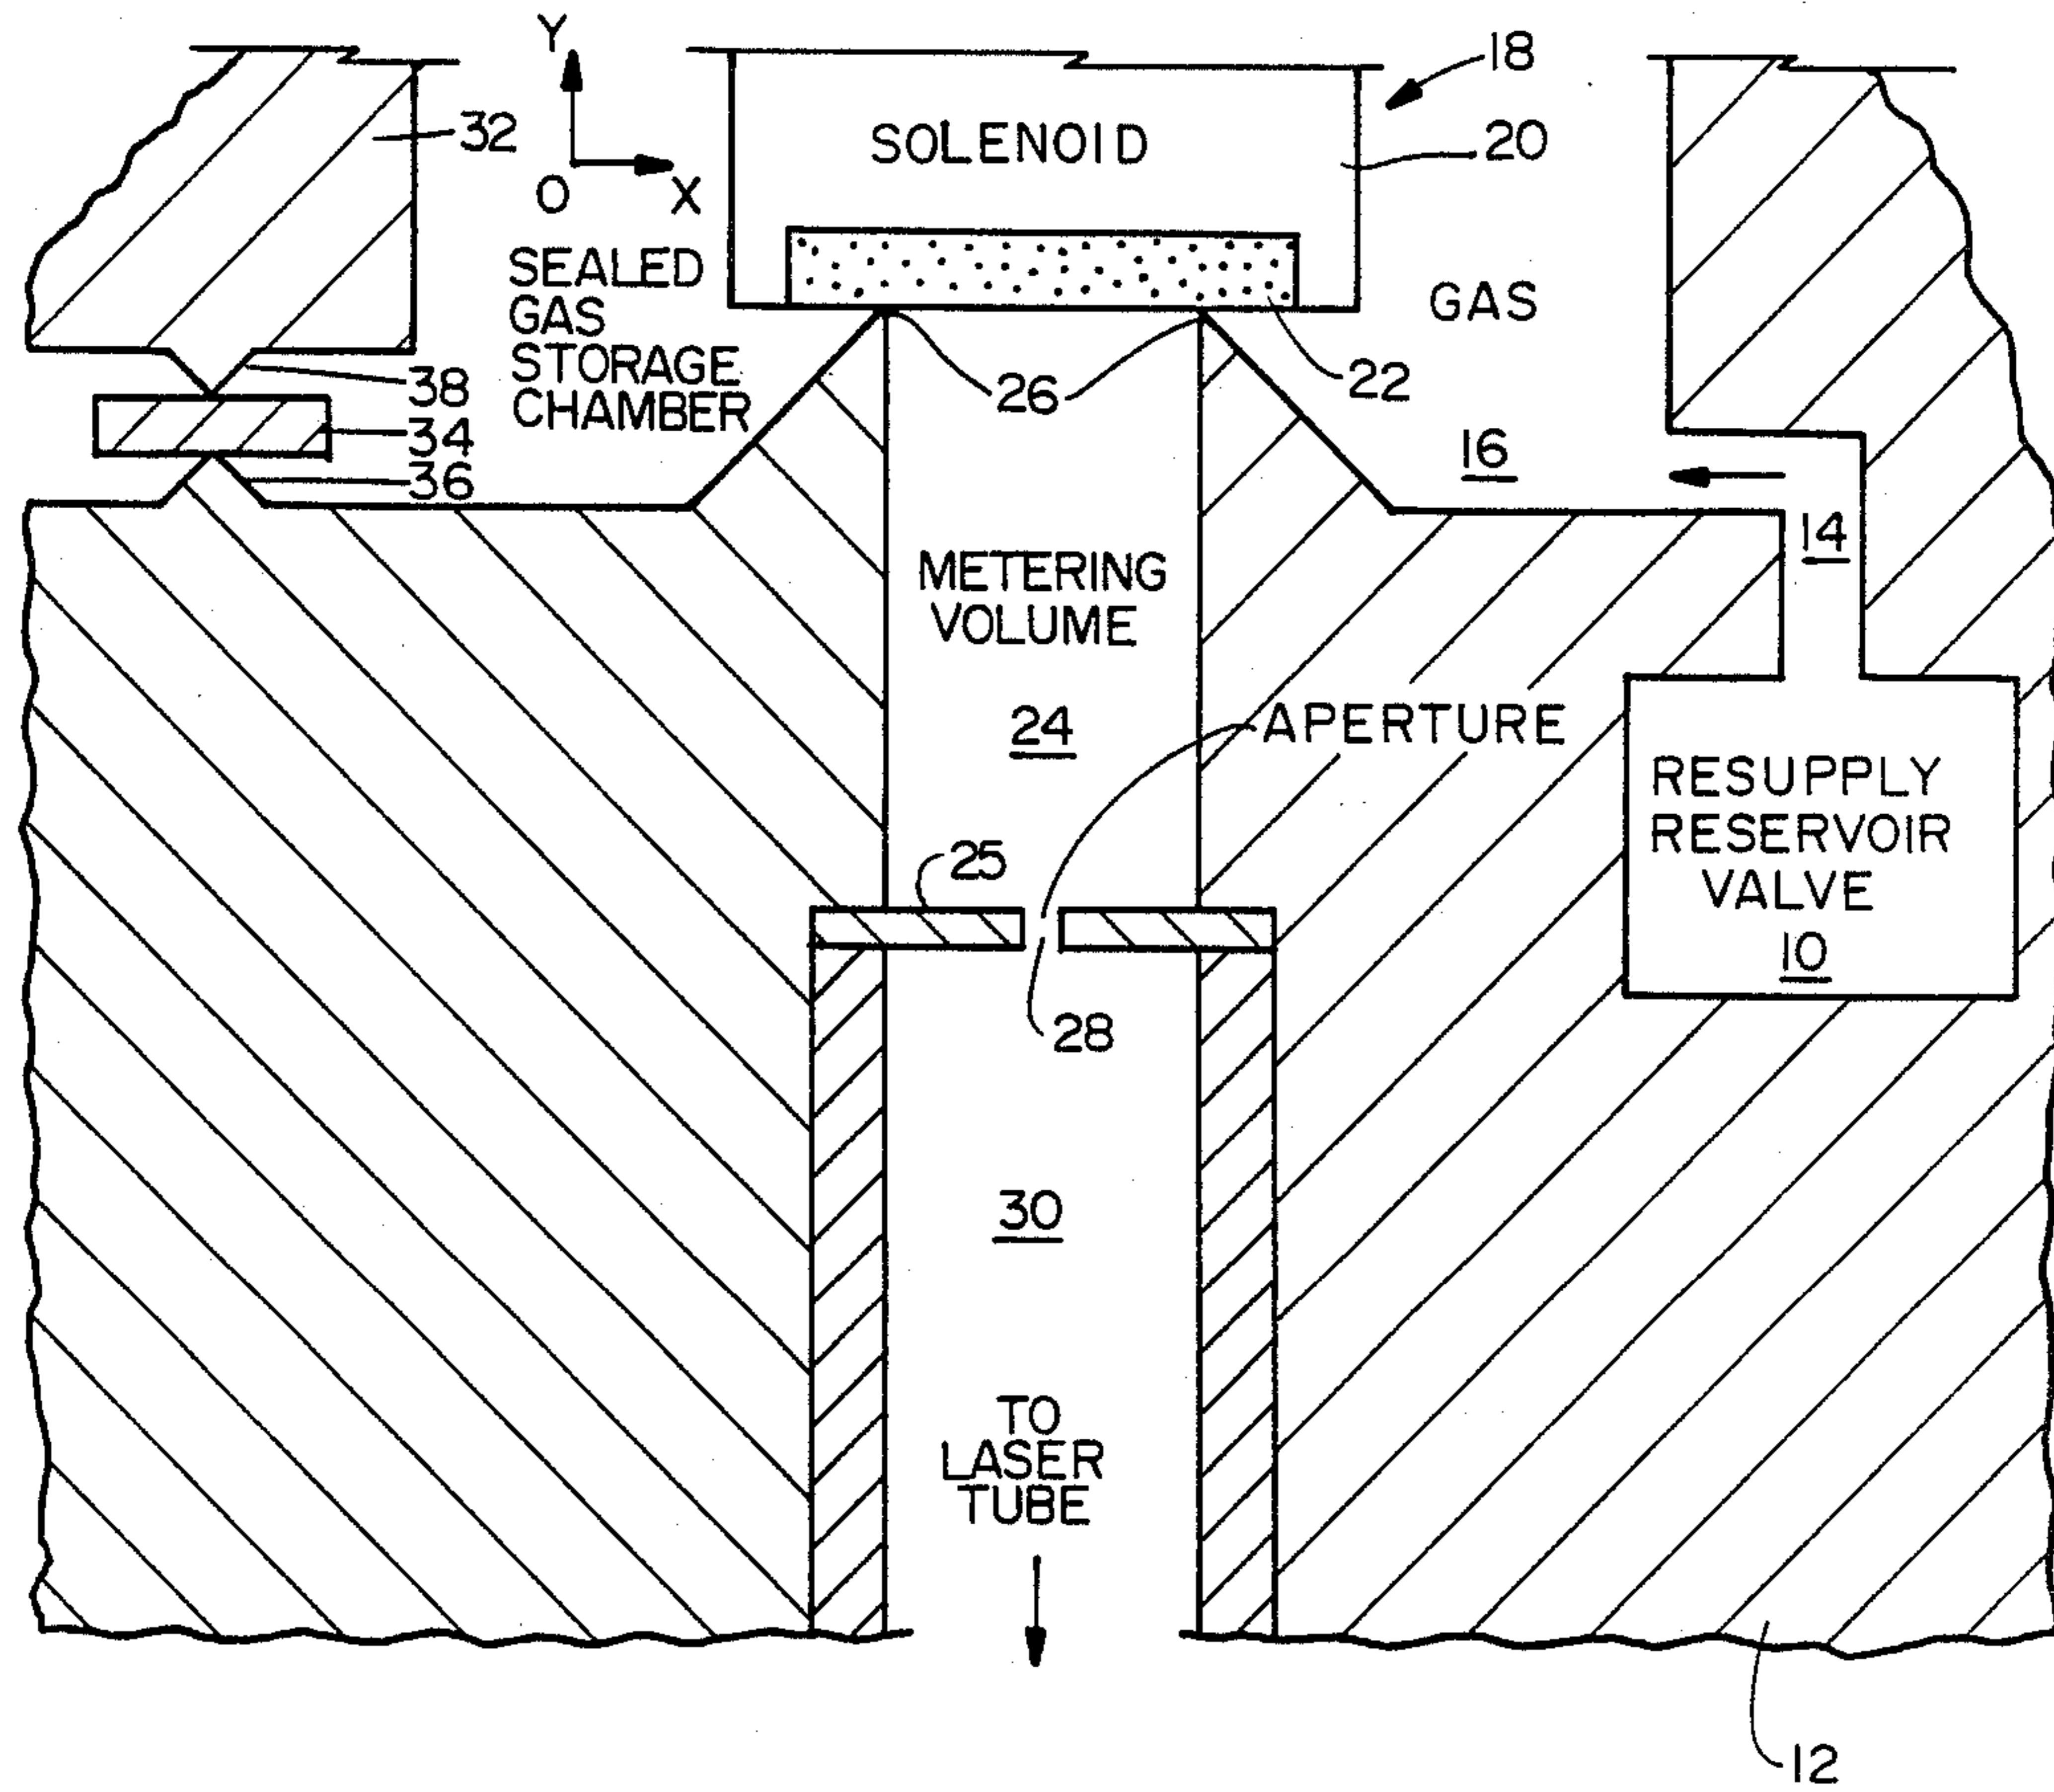 Y
18
SOLENOID
20
32
O
X
SEALED
GAS
STORAGE
CHAMBER
GAS
38
26
22
34
16
36
14
METERING
VOLUME
24
APERTURE
RESUPPLY
RESERVOIR
VALVE
10
25
28
30
TO
LASER
TUBE
12